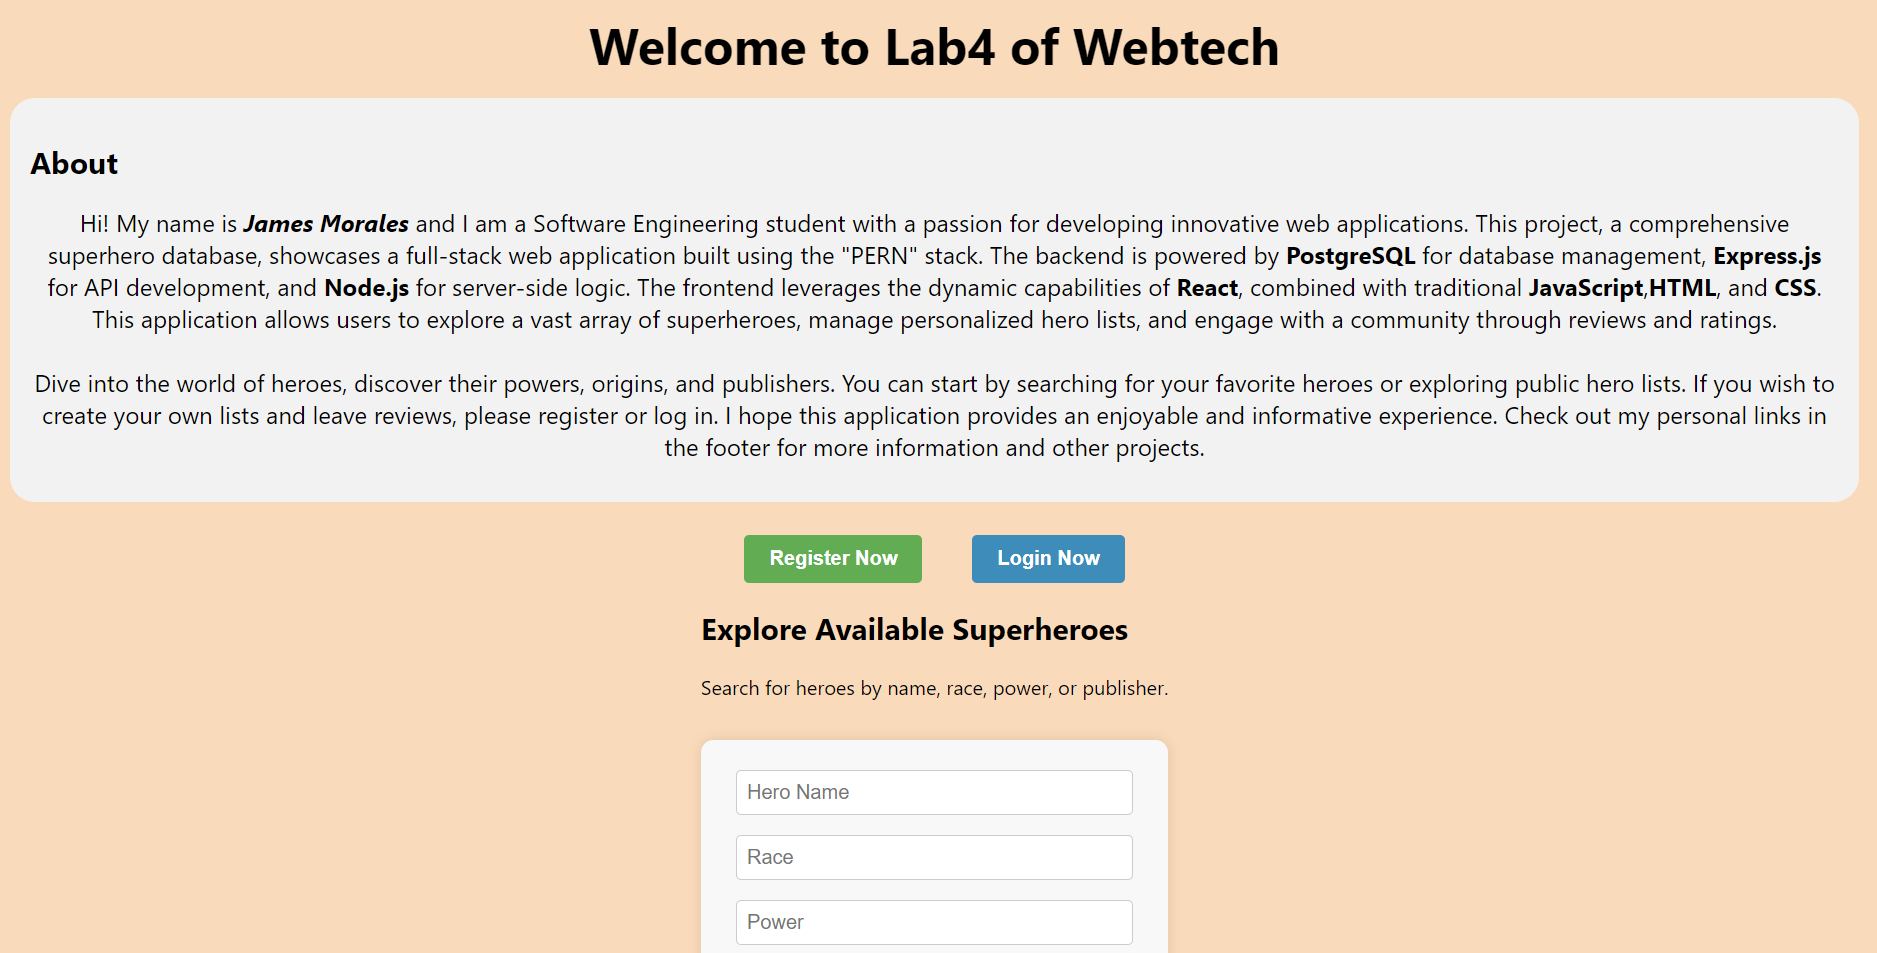 Welcome to Lab4 of Webtech
About
Hi! My name is James Morales and I am a Software Engineering student with a passion for developing innovative web applications. This project, a comprehensive
superhero database, showcases a full-stack web application built using the "PERN" stack. The backend is powered by PostgreSQL for database management, Express.js
for API development, and Node.js for server-side logic. The frontend leverages the dynamic capabilities of React, combined with traditional JavaScript,HTML, and CSS.
This application allows users to explore a vast array of superheroes, manage personalized hero lists, and engage with a community through reviews and ratings.
Dive into the world of heroes, discover their powers, origins, and publishers. You can start by searching for your favorite heroes or exploring public hero lists. If you wish to
create your own lists and leave reviews, please register or log in. I hope this application provides an enjoyable and informative experience. Check out my personal links in
the footer for more information and other projects.
Register Now Login Now
Explore Available Superheroes
Search for heroes by name, race, power, or publisher.
Hero Name
Race
Power